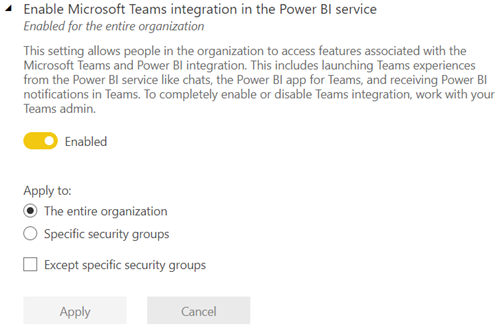 Enable Microsoft Teams integration in the Power BI service
Enabled for the entire organization
This setting allows people in the organization to access features associated with the
Microsoft Teams and Power BI integration. This includes launching Teams experiences
from the Power BI service like chats, the Power BI app for Teams, and receiving Power BI
notifications in Teams. To completely enable or disable Teams integration, work with your
Teams admin.
Enabled
Apply to:
The entire organization
Specific security groups
Except specific security groups
Apply
Cancel